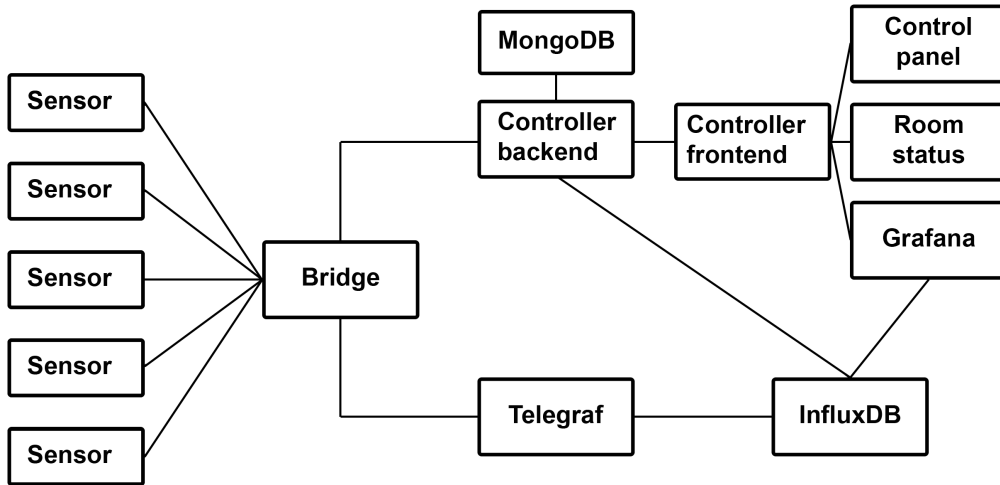 Sensor
Sensor
Sensor
Sensor
Sensor
Bridge
MongoDB
Controller
backend
Controller
frontend
Control
panel
Room
status
Grafana
Telegraf
InfluxDB